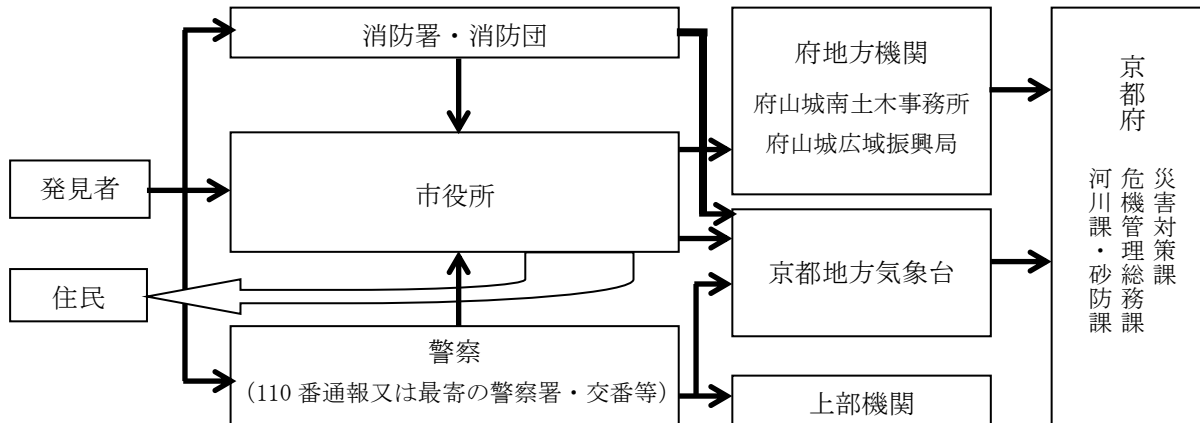 発見者
住民
消防署・消防団
市役所
警察
（110 番通報又は最寄の警察署・交番等）
府地方機関
府山城南土木事務所
府山城広域振興局
京都地方気象台
上部機関
京都府
災害対策課
危機管理総務課
河川課・砂防課